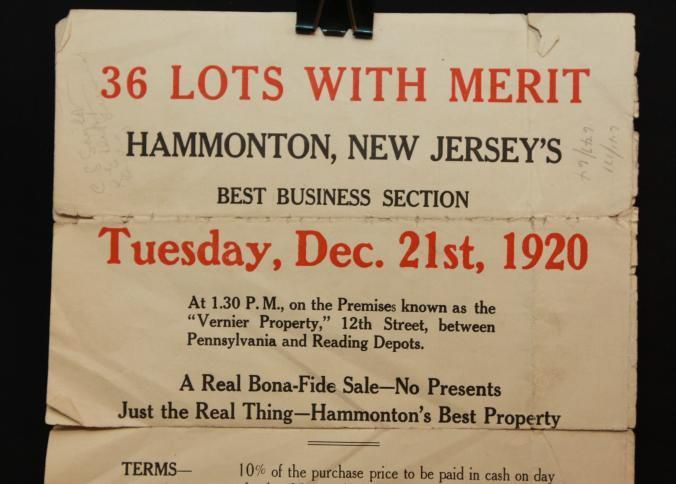 36 LOTS WITH MERIT
HAMMONTON, NEW JERSEY'S
BEST BUSINESS SECTION
Tuesday, Dec. 21st, 1920
At 1.30 P. M., on the Premises known as the
“Vernier Property,” 12th Street, between
Pennsylvania and Reading Depots.
A Real Bona-Fide Sale—No Presents
Just the Real Thing—Hammonton's Best Property
TERMS—
10% of the purchase price to be paid in cash on day